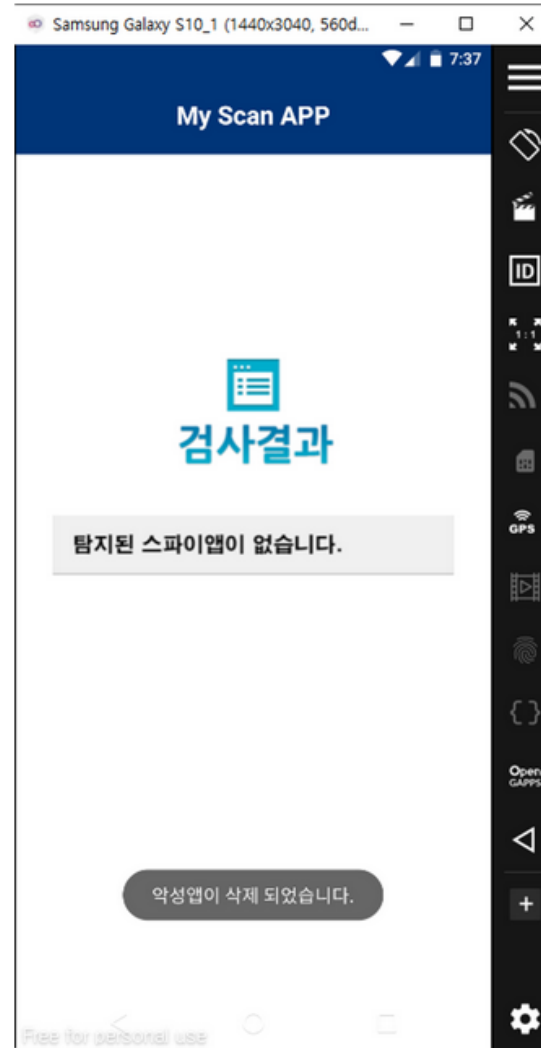 Samsung Galaxy S10_1 (1440x3040, 560d...
7:37
My Scan APP
ID
1:1
GPS
검사결과
탐지된 스파이앱이 없습니다.
Open
GAPPS
악성앱이 삭제 되었습니다.
Free for personal use